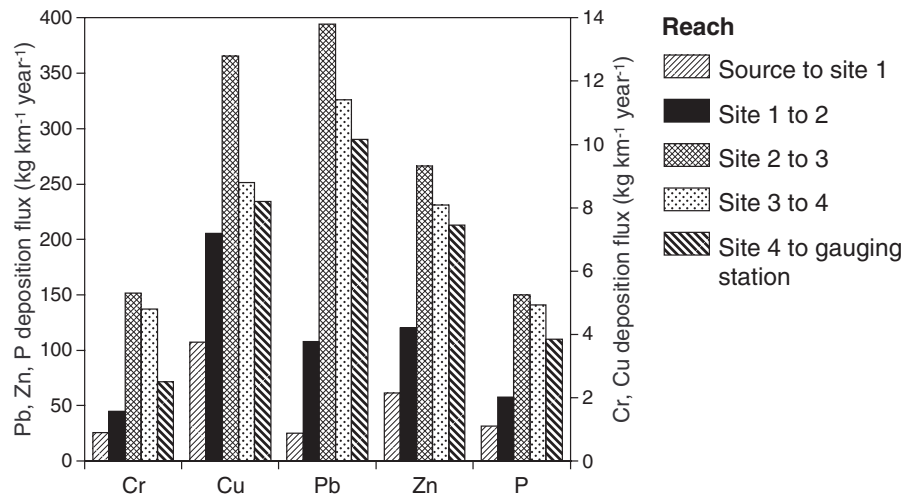 Pb, Zn, P deposition flux (kg km⁻¹ year⁻¹)
400
350
300
250
200
150
100
50
0
Cr
Cu
Pb
Zn
P
14
12
10
8
6
4
2
0
Cr, Cu deposition flux (kg km⁻¹ year⁻¹)
Reach
Source to site 1
Site 1 to 2
Site 2 to 3
Site 3 to 4
Site 4 to gauging
station